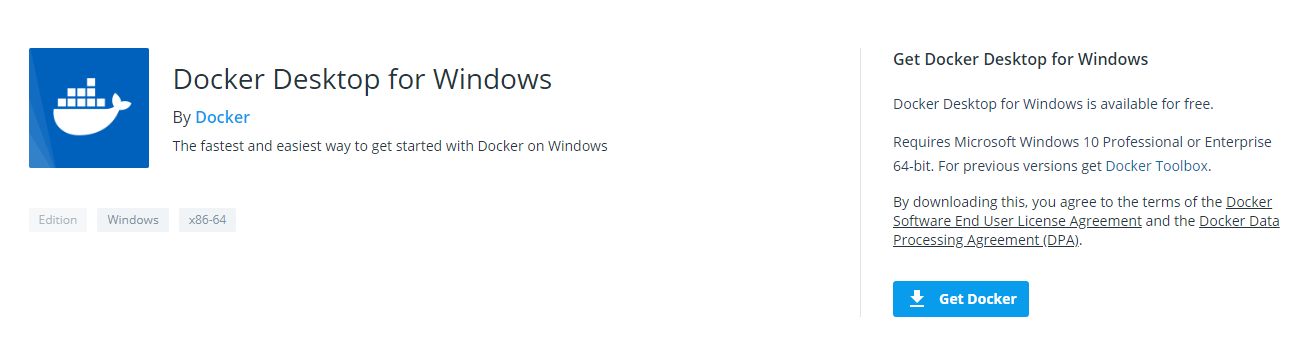 Docker Desktop for Windows
By Docker
The fastest and easiest way to get started with Docker on Windows
Edition
Windows
x86-64
Get Docker Desktop for Windows
Docker Desktop for Windows is available for free.
Requires Microsoft Windows 10 Professional or Enterprise
64-bit. For previous versions get Docker Toolbox.
By downloading this, you agree to the terms of the Docker
Software End User License Agreement and the Docker Data
Processing Agreement (DPA).
Get Docker